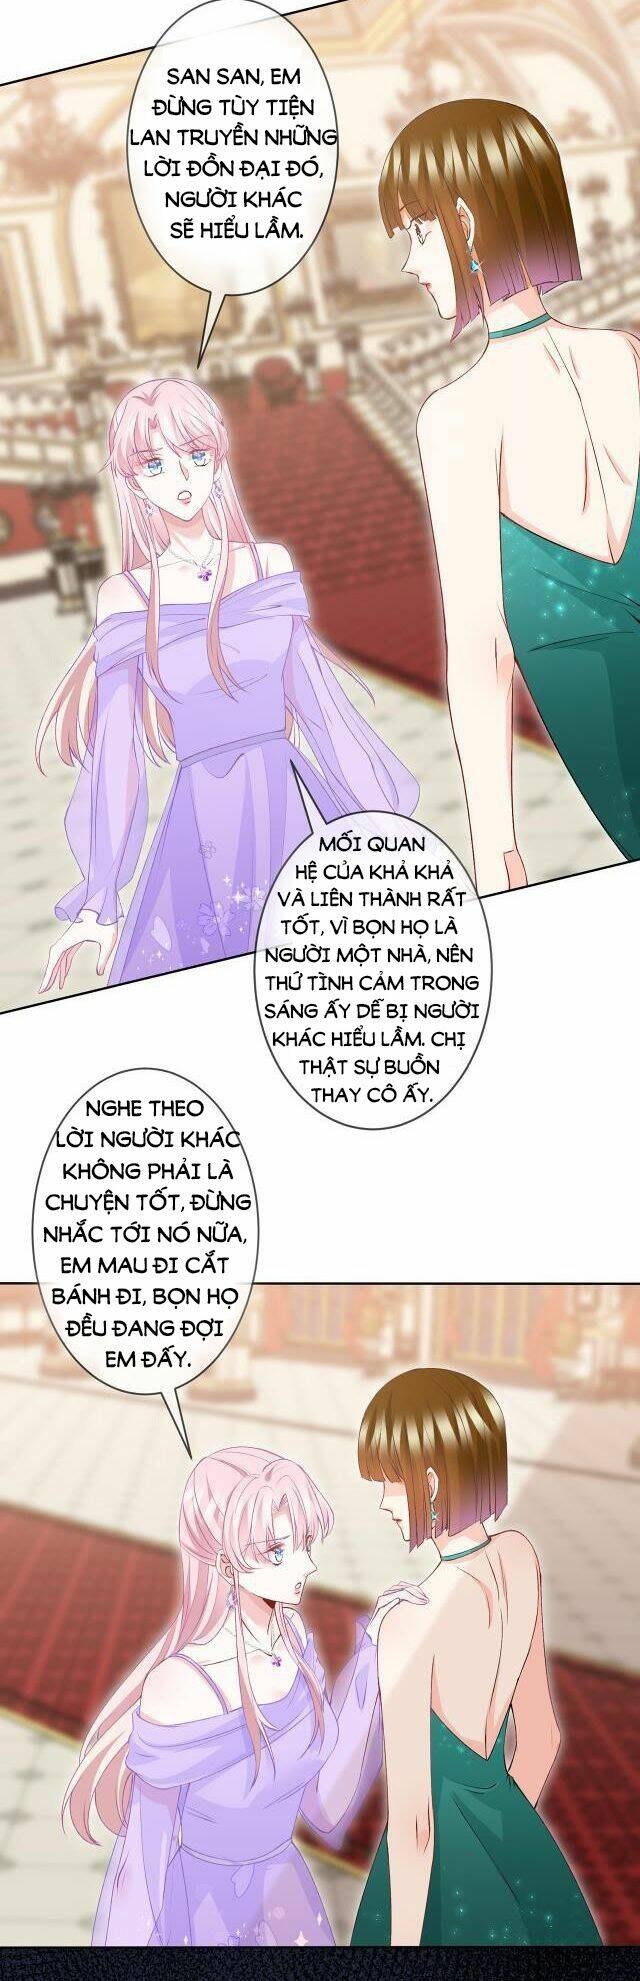 SAN SAN, EM
ĐỪNG TÙY TIỆN
LAN TRUYỀN NHỮNG
LỜI ĐỒN ĐẠI ĐÓ,
NGƯỜI KHÁC
SẼ HIỂU LẦM.
MỐI QUAN
HỆ CỦA KHẢ KHẢ
VÀ LIÊN THÀNH RẤT
TỐT, VÌ BỌN HỌ LÀ
NGƯỜI MỘT NHÀ, NÊN
THỨ TÌNH CẢM TRONG
SÁNG ẤY DỄ BỊ NGƯỜI
KHÁC HIỂU LẦM. CHỊ
THẬT SỰ BUỒN
THAY CÔ ẤY.
NGHE THEO
LỜI NGƯỜI KHÁC
KHÔNG PHẢI LÀ
CHUYỆN TỐT, ĐỪNG
NHẮC TỚI NÓ NỮA,
EM MAU ĐI CẮT
BÁNH ĐI, BỌN HỌ
ĐỀU ĐANG ĐỢI
EM ĐẤY.